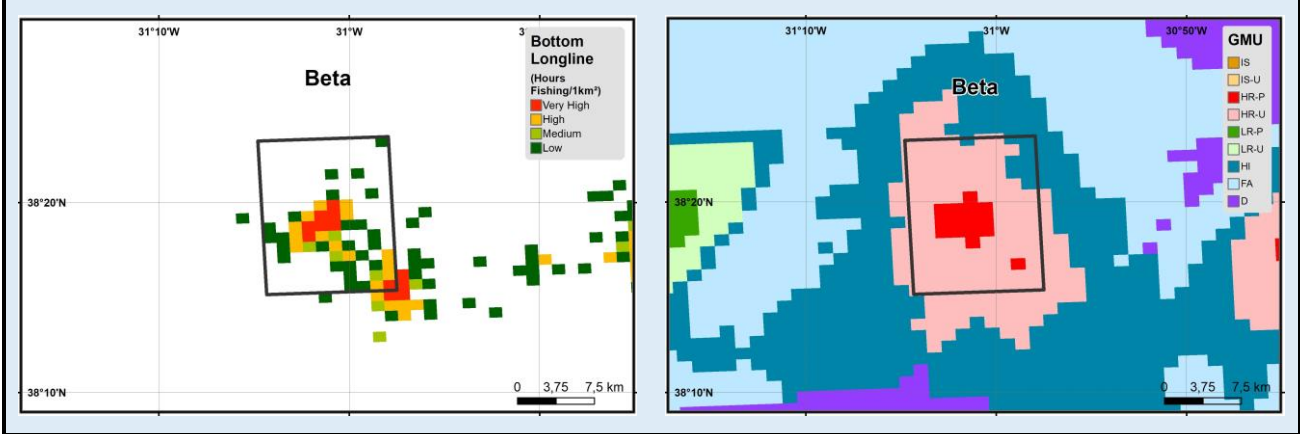 31°10'W
31°W
3
Bottom
Longline
(Hours
Fishing/1km²)
Very High
High
Medium
Low
Beta
38°20'N
38°10'N
0 3,75 7,5 km
31°10'W
31°W
30°50'W
GMU
IS
IS-U
HR-P
HR-U
LR-P
LR-U
HI
FA
D
Beta
38°20'N
38°10'N
0 3,75 7,5 km